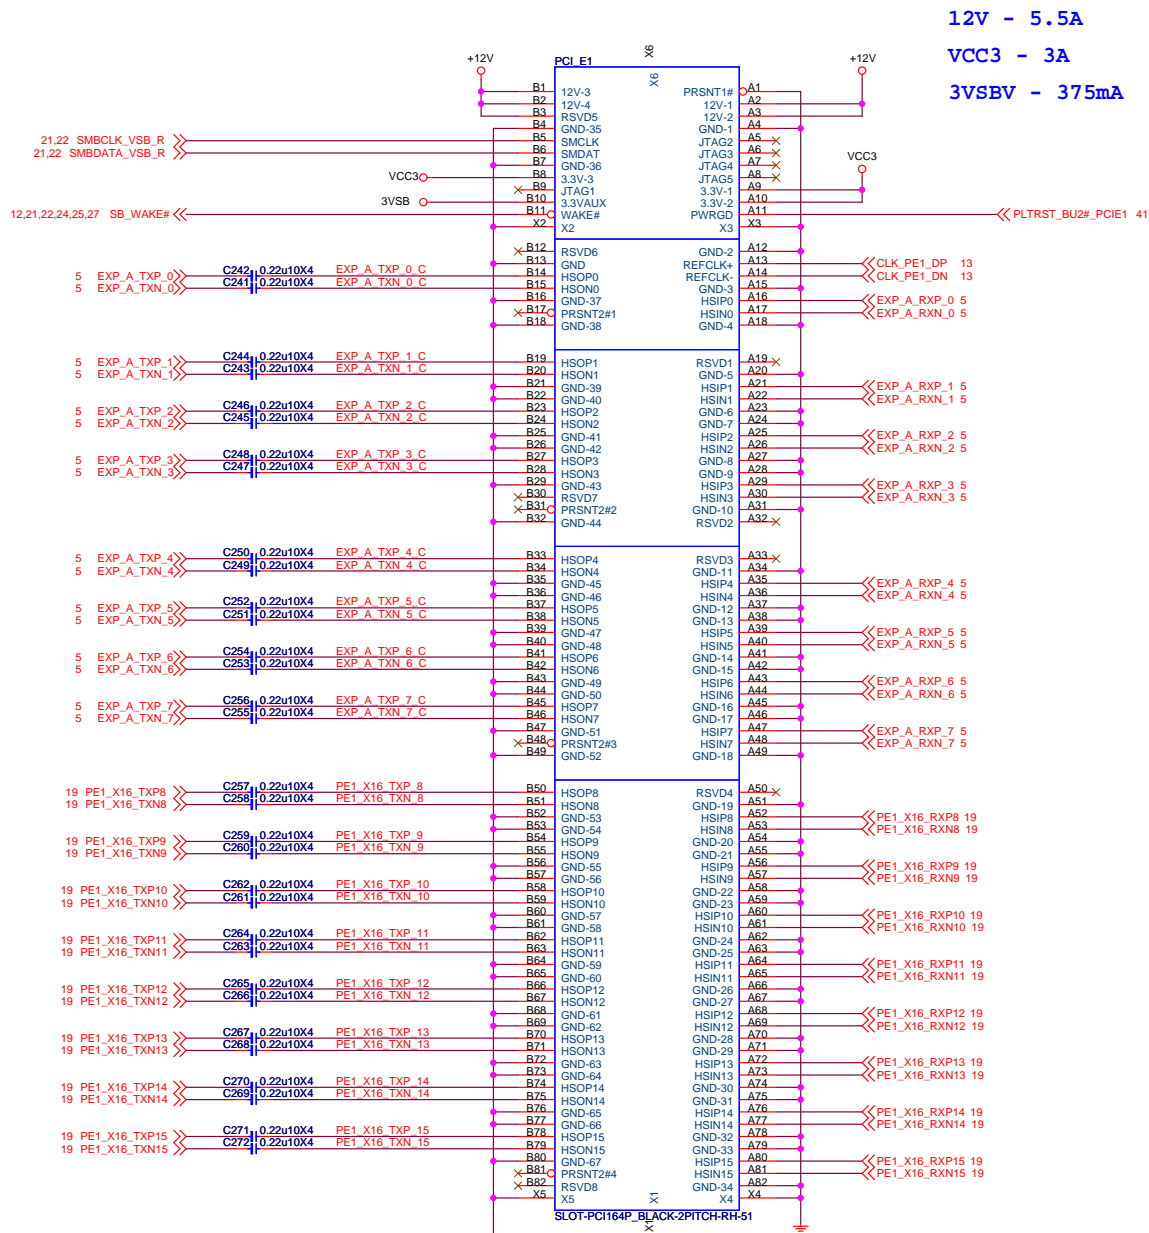 12V - 5.5A
VCC3 - 3A
3VSBV - 375mA
X6
+12V PCI_E1 +12V
X6
B1 12V-3 PRSNT1# A1
B2 12V-4 12V-1 A2
B3 RSVD5 12V-2 A3
B4 GND-35 GND-1 A4
21,22 SMBCLK_VSB_R B5 SMCLK JTAG2 A5
21,22 SMBDATA_VSB_R B6 SMDAT JTAG3 A6
B7 GND-36 JTAG4 A7 VCC3
VCC3 B8 3.3V-3 JTAG5 A8
B9 JTAG1 3.3V-1 A9
3VSB B10 3.3VAUX 3.3V-2 A10
12,21,22,24,25,27 SB_WAKE# B11 WAKE# PWRGD A11 PLTRST_BU2#_PCIE1 41
X2 X2 X3 X3
B12 RSVD6 GND-2 A12
B13 GND REFCLK+ A13 CLK_PE1_DP 13
5 EXP_A_TXP_0 C242 0.22u10X4 EXP_A_TXP_0_C B14 HSOP0 REFCLK- A14 CLK_PE1_DN 13
5 EXP_A_TXN_0 C241 0.22u10X4 EXP_A_TXN_0_C B15 HSON0 GND-3 A15
B16 GND-37 HSIP0 A16 EXP_A_RXP_0 5
B17 PRSNT2#1 HSIN0 A17 EXP_A_RXN_0 5
B18 GND-38 GND-4 A18
5 EXP_A_TXP_1 C244 0.22u10X4 EXP_A_TXP_1_C B19 HSOP1 RSVD1 A19
5 EXP_A_TXN_1 C243 0.22u10X4 EXP_A_TXN_1_C B20 HSON1 GND-5 A20
B21 GND-39 HSIP1 A21 EXP_A_RXP_1 5
B22 GND-40 HSIN1 A22 EXP_A_RXN_1 5
5 EXP_A_TXP_2 C246 0.22u10X4 EXP_A_TXP_2_C B23 HSOP2 GND-6 A23
5 EXP_A_TXN_2 C245 0.22u10X4 EXP_A_TXN_2_C B24 HSON2 GND-7 A24
B25 GND-41 HSIP2 A25 EXP_A_RXP_2 5
B26 GND-42 HSIN2 A26 EXP_A_RXN_2 5
5 EXP_A_TXP_3 C248 0.22u10X4 EXP_A_TXP_3_C B27 HSOP3 GND-8 A27
5 EXP_A_TXN_3 C247 0.22u10X4 EXP_A_TXN_3_C B28 HSON3 GND-9 A28
B29 GND-43 HSIP3 A29 EXP_A_RXP_3 5
B30 RSVD7 HSIN3 A30 EXP_A_RXN_3 5
B31 PRSNT2#2 GND-10 A31
B32 GND-44 RSVD2 A32
5 EXP_A_TXP_4 C250 0.22u10X4 EXP_A_TXP_4_C B33 HSOP4 RSVD3 A33
5 EXP_A_TXN_4 C249 0.22u10X4 EXP_A_TXN_4_C B34 HSON4 GND-11 A34
B35 GND-45 HSIP4 A35 EXP_A_RXP_4 5
B36 GND-46 HSIN4 A36 EXP_A_RXN_4 5
5 EXP_A_TXP_5 C252 0.22u10X4 EXP_A_TXP_5_C B37 HSOP5 GND-12 A37
5 EXP_A_TXN_5 C251 0.22u10X4 EXP_A_TXN_5_C B38 HSON5 GND-13 A38
B39 GND-47 HSIP5 A39 EXP_A_RXP_5 5
B40 GND-48 HSIN5 A40 EXP_A_RXN_5 5
5 EXP_A_TXP_6 C254 0.22u10X4 EXP_A_TXP_6_C B41 HSOP6 GND-14 A41
5 EXP_A_TXN_6 C253 0.22u10X4 EXP_A_TXN_6_C B42 HSON6 GND-15 A42
B43 GND-49 HSIP6 A43 EXP_A_RXP_6 5
B44 GND-50 HSIN6 A44 EXP_A_RXN_6 5
5 EXP_A_TXP_7 C256 0.22u10X4 EXP_A_TXP_7_C B45 HSOP7 GND-16 A45
5 EXP_A_TXN_7 C255 0.22u10X4 EXP_A_TXN_7_C B46 HSON7 GND-17 A46
B47 GND-51 HSIP7 A47 EXP_A_RXP_7 5
B48 PRSNT2#3 HSIN7 A48 EXP_A_RXN_7 5
B49 GND-52 GND-18 A49
19 PE1_X16_TXP8 C257 0.22u10X4 PE1_X16_TXP_8 B50 HSOP8 RSVD4 A50
19 PE1_X16_TXN8 C258 0.22u10X4 PE1_X16_TXN_8 B51 HSON8 GND-19 A51
B52 GND-53 HSIP8 A52 PE1_X16_RXP8 19
B53 GND-54 HSIN8 A53 PE1_X16_RXN8 19
19 PE1_X16_TXP9 C259 0.22u10X4 PE1_X16_TXP_9 B54 HSOP9 GND-20 A54
19 PE1_X16_TXN9 C260 0.22u10X4 PE1_X16_TXN_9 B55 HSON9 GND-21 A55
B56 GND-55 HSIP9 A56 PE1_X16_RXP9 19
B57 GND-56 HSIN9 A57 PE1_X16_RXN9 19
19 PE1_X16_TXP10 C262 0.22u10X4 PE1_X16_TXP_10 B58 HSOP10 GND-22 A58
19 PE1_X16_TXN10 C261 0.22u10X4 PE1_X16_TXN_10 B59 HSON10 GND-23 A59
B60 GND-57 HSIP10 A60 PE1_X16_RXP10 19
B61 GND-58 HSIN10 A61 PE1_X16_RXN10 19
19 PE1_X16_TXP11 C264 0.22u10X4 PE1_X16_TXP_11 B62 HSOP11 GND-24 A62
19 PE1_X16_TXN11 C263 0.22u10X4 PE1_X16_TXN_11 B63 HSON11 GND-25 A63
B64 GND-59 HSIP11 A64 PE1_X16_RXP11 19
B65 GND-60 HSIN11 A65 PE1_X16_RXN11 19
19 PE1_X16_TXP12 C265 0.22u10X4 PE1_X16_TXP_12 B66 HSOP12 GND-26 A66
19 PE1_X16_TXN12 C266 0.22u10X4 PE1_X16_TXN_12 B67 HSON12 GND-27 A67
B68 GND-61 HSIP12 A68 PE1_X16_RXP12 19
B69 GND-62 HSIN12 A69 PE1_X16_RXN12 19
19 PE1_X16_TXP13 C267 0.22u10X4 PE1_X16_TXP_13 B70 HSOP13 GND-28 A70
19 PE1_X16_TXN13 C268 0.22u10X4 PE1_X16_TXN_13 B71 HSON13 GND-29 A71
B72 GND-63 HSIP13 A72 PE1_X16_RXP13 19
B73 GND-64 HSIN13 A73 PE1_X16_RXN13 19
19 PE1_X16_TXP14 C270 0.22u10X4 PE1_X16_TXP_14 B74 HSOP14 GND-30 A74
19 PE1_X16_TXN14 C269 0.22u10X4 PE1_X16_TXN_14 B75 HSON14 GND-31 A75
B76 GND-65 HSIP14 A76 PE1_X16_RXP14 19
B77 GND-66 HSIN14 A77 PE1_X16_RXN14 19
19 PE1_X16_TXP15 C271 0.22u10X4 PE1_X16_TXP_15 B78 HSOP15 GND-32 A78
19 PE1_X16_TXN15 C272 0.22u10X4 PE1_X16_TXN_15 B79 HSON15 GND-33 A79
B80 GND-67 HSIP15 A80 PE1_X16_RXP15 19
B81 PRSNT2#4 HSIN15 A81 PE1_X16_RXN15 19
B82 RSVD8 GND-34 A82
X5 X5 X1 X4 X4
SLOT-PCI164P_BLACK-2PITCH-RH-51
X1